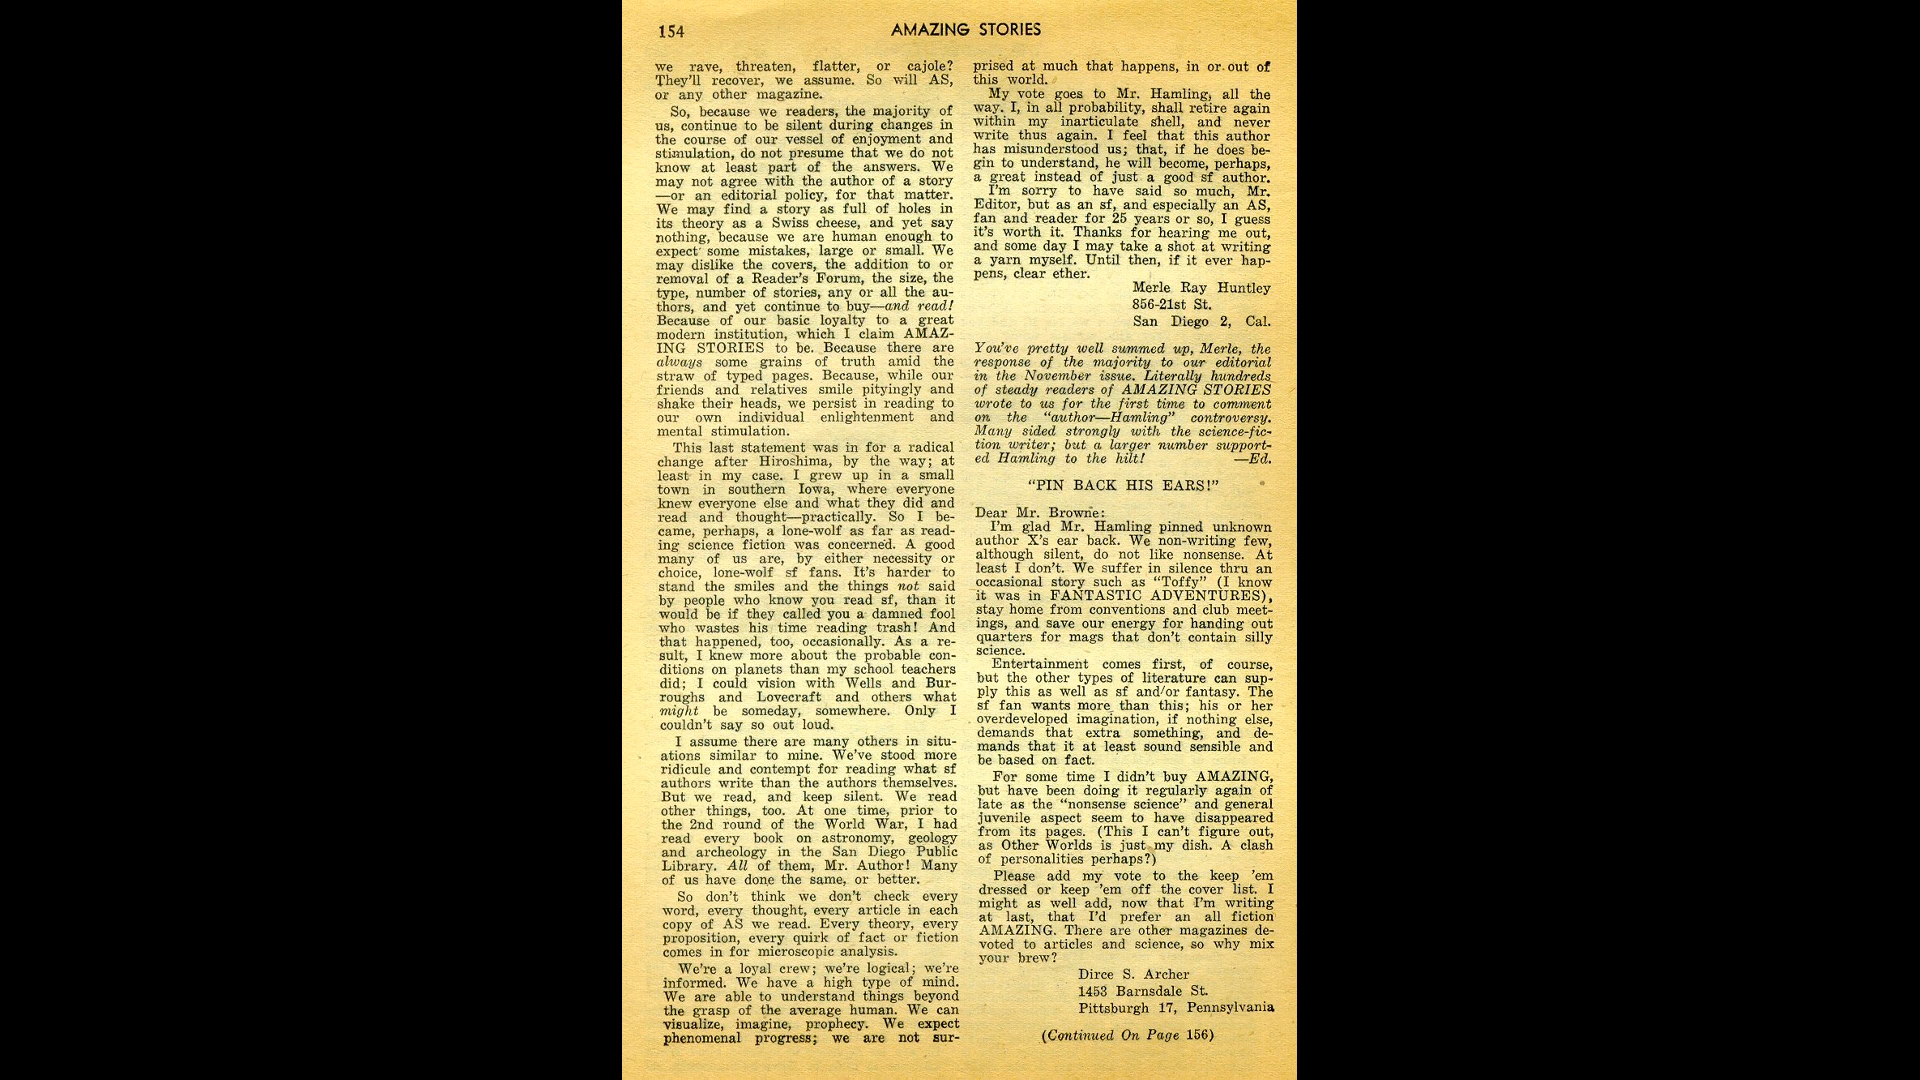 154
AMAZING STORIES
we rave, threaten, flatter, or cajole?
They'll recover, we assume. So will AS,
or any other magazine.
So, because we readers, the majority of
us, continue to be silent during changes in
the course of our vessel of enjoyment and
stimulation, do not presume that we do not
know at least part of the answers. We
may not agree with the author of a story
—or an editorial policy, for that matter.
We may find a story as full of holes in
its theory as a Swiss cheese, and yet say
nothing, because we are human enough to
expect some mistakes, large or small. We
may dislike the covers, the addition to or
removal of a Reader's Forum, the size, the
type, number of stories, any or all the au-
thors, and yet continue to buy—and read!
Because of our basic loyalty to a great
modern institution, which I claim AMAZ-
ING STORIES to be. Because there are
always some grains of truth amid the
straw of typed pages. Because, while our
friends and relatives smile pityingly and
shake their heads, we persist in reading to
our own individual enlightenment and
mental stimulation.
This last statement was in for a radical
change after Hiroshima, by the way; at
least in my case. I grew up in a small
town in southern Iowa, where everyone
knew everyone else and what they did and
read and thought—practically. So I be-
came, perhaps, a lone-wolf as far as read-
ing science fiction was concerned. A good
many of us are, by either necessity or
choice, lone-wolf sf fans. It's harder to
stand the smiles and the things not said
by people who know you read sf, than it
would be if they called you a damned fool
who wastes his time reading trash! And
that happened, too, occasionally. As a re-
sult, I knew more about the probable con-
ditions on planets than my school teachers
did; I could vision with Wells and Bur-
roughs and Lovecraft and others what
might be someday, somewhere. Only I
couldn't say so out loud.
I assume there are many others in situ-
ations similar to mine. We've stood more
ridicule and contempt for reading what sf
authors write than the authors themselves.
But we read, and keep silent. We read
other things, too. At one time, prior to
the 2nd round of the World War, I had
read every book on astronomy, geology
and archeology in the San Diego Public
Library. All of them, Mr. Author! Many
of us have done the same, or better.
So don't think we don't check every
word, every thought, every article in each
copy of AS we read. Every theory, every
proposition, every quirk of fact or fiction
comes in for microscopic analysis.
We're a loyal crew; we're logical; we're
informed. We have a high type of mind.
We are able to understand things beyond
the grasp of the average human. We can
visualize, imagine, prophecy. We expect
phenomenal progress; we are not sur-
prised at much that happens, in or out of
this world.
My vote goes to Mr. Hamling, all the
way. I, in all probability, shall retire again
within my inarticulate shell, and never
write thus again. I feel that this author
has misunderstood us; that, if he does be-
gin to understand, he will become, perhaps,
a great instead of just a good sf author.
I'm sorry to have said so much, Mr.
Editor, but as an sf, and especially an AS,
fan and reader for 25 years or so, I guess
it's worth it. Thanks for hearing me out,
and some day I may take a shot at writing
a yarn myself. Until then, if it ever hap-
pens, clear ether.
Merle Ray Huntley
856-21st St.
San Diego 2, Cal.
You've pretty well summed up, Merle, the
response of the majority to our editorial
in the November issue. Literally hundreds
of steady readers of AMAZING STORIES
wrote to us for the first time to comment
on the "author—Hamling" controversy.
Many sided strongly with the science-fic-
tion writer; but a larger number support-
ed Hamling to the hilt! —Ed.
"PIN BACK HIS EARS!"
Dear Mr. Browne:
I'm glad Mr. Hamling pinned unknown
author X's ear back. We non-writing few,
although silent, do not like nonsense. At
least I don't. We suffer in silence thru an
occasional story such as "Toffy" (I know
it was in FANTASTIC ADVENTURES),
stay home from conventions and club meet-
ings, and save our energy for handing out
quarters for mags that don't contain silly
science.
Entertainment comes first, of course,
but the other types of literature can sup-
ply this as well as sf and/or fantasy. The
sf fan wants more than this; his or her
overdeveloped imagination, if nothing else,
demands that extra something, and de-
mands that it at least sound sensible and
be based on fact.
For some time I didn't buy AMAZING,
but have been doing it regularly again of
late as the "nonsense science" and general
juvenile aspect seem to have disappeared
from its pages. (This I can't figure out,
as Other Worlds is just my dish. A clash
of personalities perhaps?)
Please add my vote to the keep 'em
dressed or keep 'em off the cover list. I
might as well add, now that I'm writing
at last, that I'd prefer an all fiction
AMAZING. There are other magazines de-
voted to articles and science, so why mix
your brew?
Dirce S. Archer
1453 Barnsdale St.
Pittsburgh 17, Pennsylvania
(Continued On Page 156)